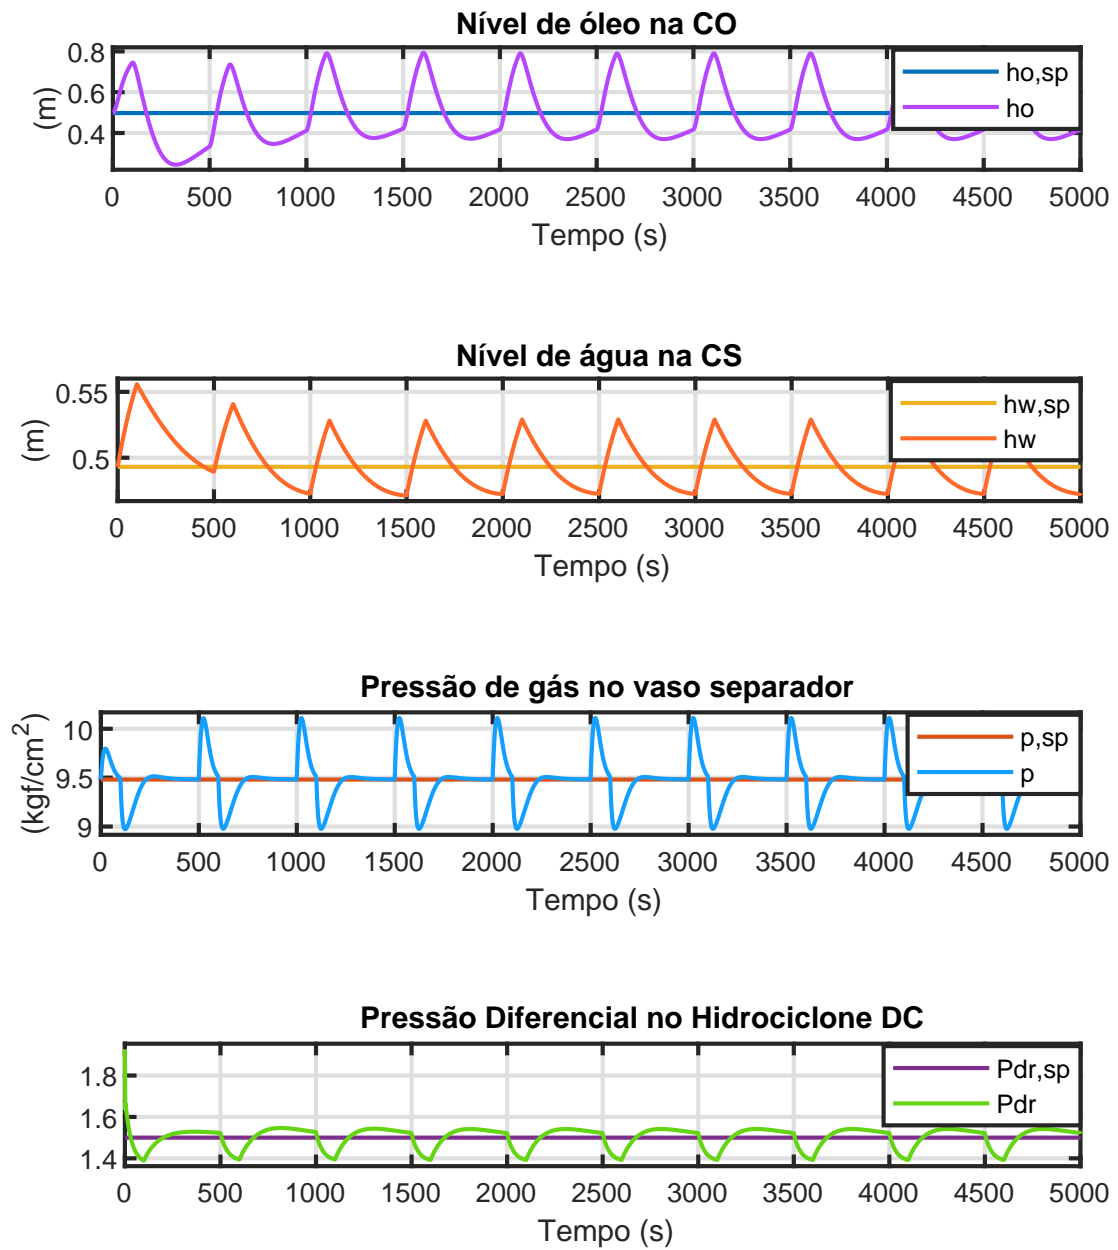 Nível de óleo na CO
(m)
0.8
0.6
0.4
ho,sp
ho
0 500 1000 1500 2000 2500 3000 3500 4000 4500 5000
Tempo (s)
Nível de água na CS
(m)
0.55
0.5
hw,sp
hw
0 500 1000 1500 2000 2500 3000 3500 4000 4500 5000
Tempo (s)
Pressão de gás no vaso separador
(kgf/cm²)
10
9.5
9
p,sp
p
0 500 1000 1500 2000 2500 3000 3500 4000 4500 5000
Tempo (s)
Pressão Diferencial no Hidrociclone DC
1.8
1.6
1.4
Pdr,sp
Pdr
0 500 1000 1500 2000 2500 3000 3500 4000 4500 5000
Tempo (s)